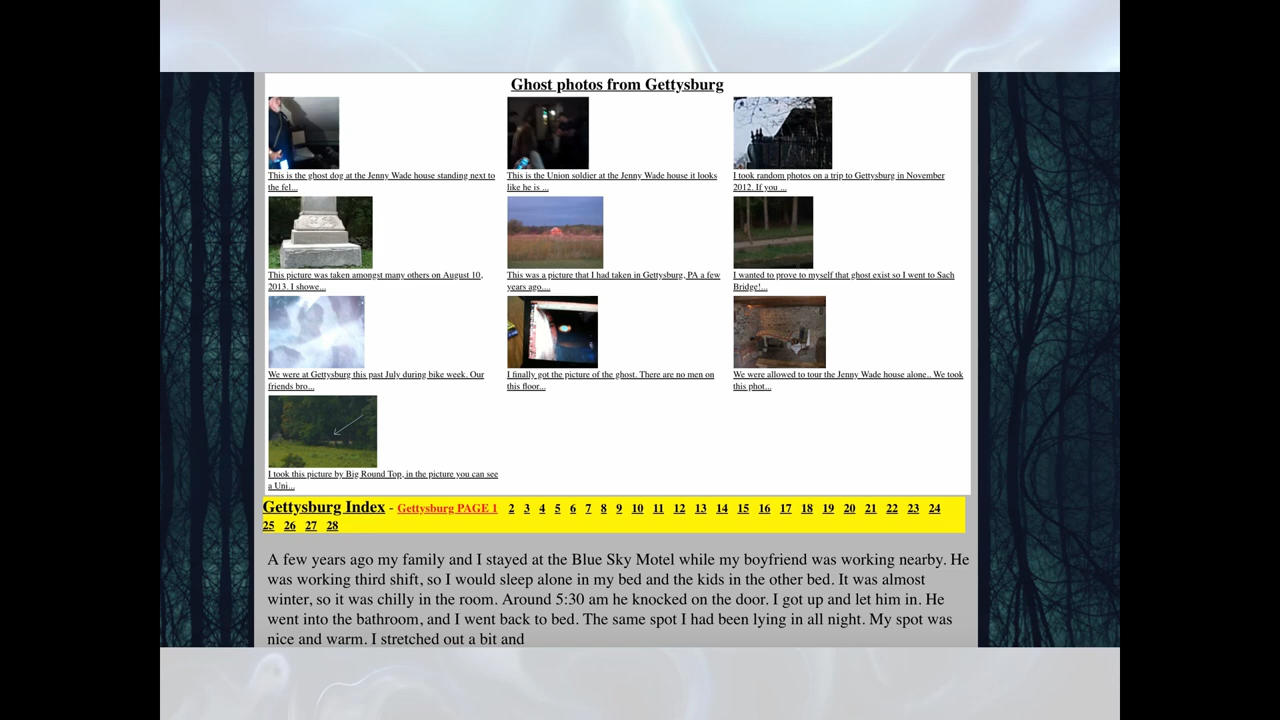 Ghost photos from Gettysburg
This is the ghost dog at the Jenny Wade house standing next to
the fel...
This is the Union soldier at the Jenny Wade house it looks
like he is ...
I took random photos on a trip to Gettysburg in November
2012. If you ...
This picture was taken amongst many others on August 10,
2013. I showe...
This was a picture that I had taken in Gettysburg, PA a few
years ago....
I wanted to prove to myself that ghost exist so I went to Sach
Bridge!...
We were at Gettysburg this past July during bike week. Our
friends bro...
I finally got the picture of the ghost. There are no men on
this floor...
We were allowed to tour the Jenny Wade house alone.. We took
this phot...
I took this picture by Big Round Top, in the picture you can see
a Uni...
Gettysburg Index - Gettysburg PAGE 1 2 3 4 5 6 7 8 9 10 11 12 13 14 15 16 17 18 19 20 21 22 23 24
25 26 27 28
A few years ago my family and I stayed at the Blue Sky Motel while my boyfriend was working nearby. He
was working third shift, so I would sleep alone in my bed and the kids in the other bed. It was almost
winter, so it was chilly in the room. Around 5:30 am he knocked on the door. I got up and let him in. He
went into the bathroom, and I went back to bed. The same spot I had been lying in all night. My spot was
nice and warm. I stretched out a bit and